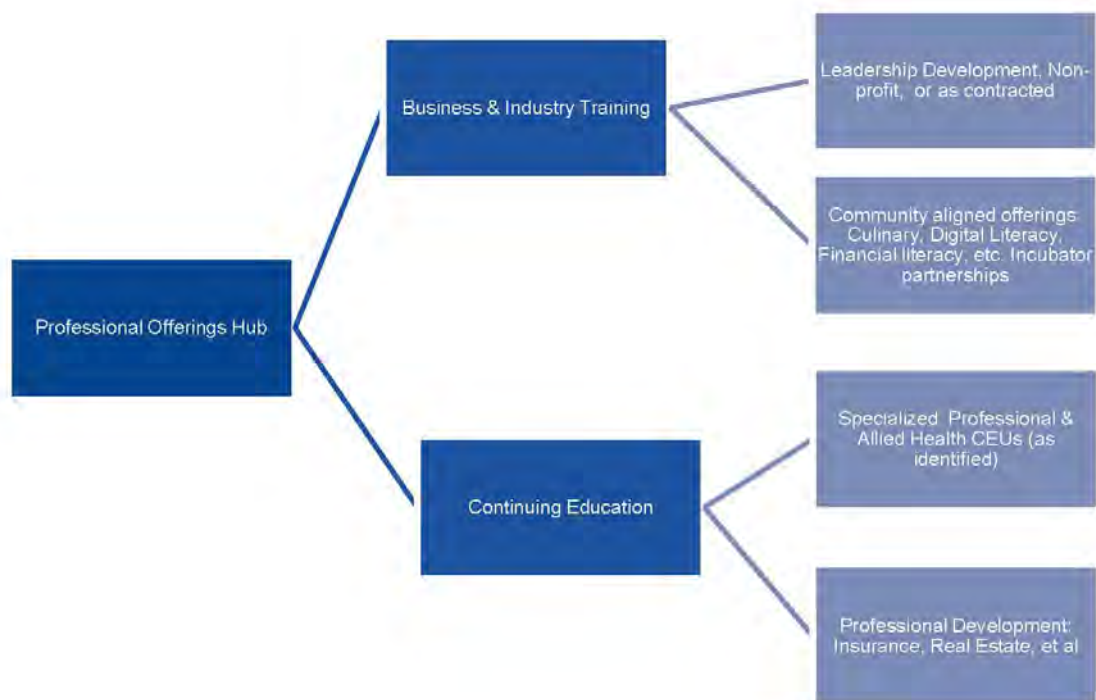 Professional Offerings Hub
Business & Industry Training
Continuing Education
Leadership Development, Non-
profit, or as contracted
Community aligned offerings
Culinary, Digital Literacy,
Financial literacy, etc. Incubator
partnerships
Specialized Professional &
Allied Health CEUs (as
identified)
Professional Development:
Insurance, Real Estate, et al